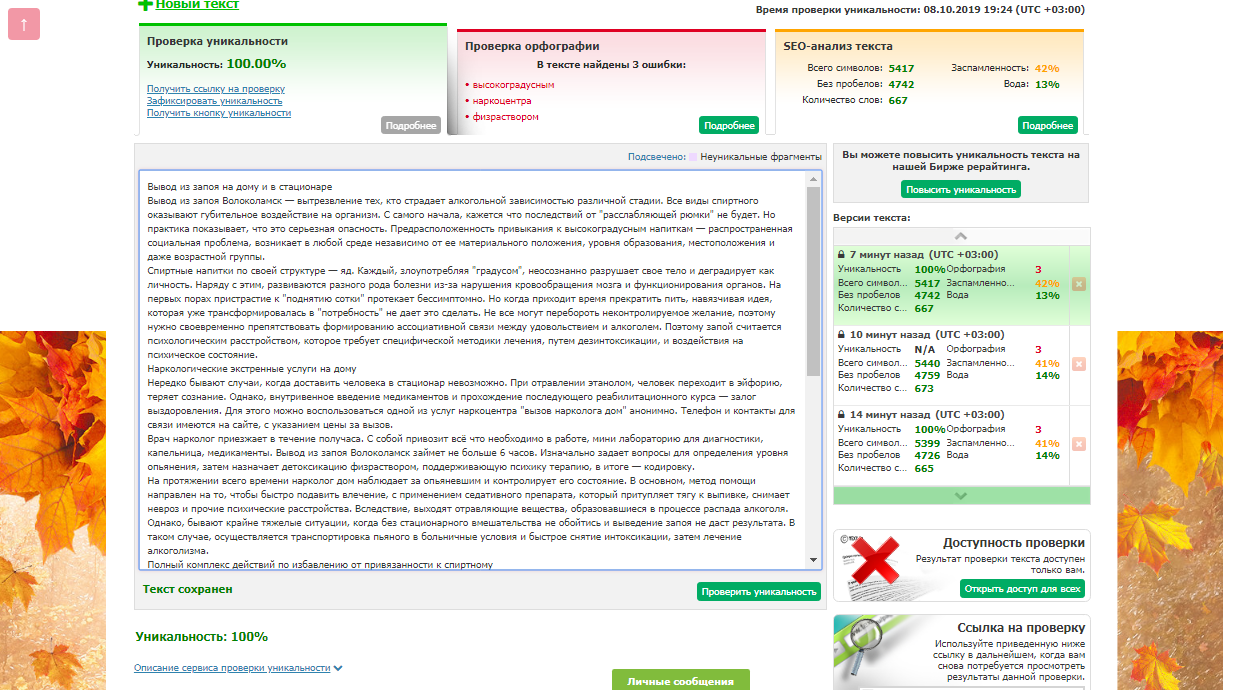 ↑
Новый текст
Время проверки уникальности: 08.10.2019 19:24 (UTC +03:00)
Проверка уникальности
Уникальность: 100.00%
Получить ссылку на проверку
Зафиксировать уникальность
Получить кнопку уникальности
Подробнее
Проверка орфографии
В тексте найдены 3 ошибки:
• высокоградусным
• наркоцентра
• физраствором
Подробнее
SEO-анализ текста
Всего символов: 5417 Заспамленность: 42%
Без пробелов: 4742 Вода: 13%
Количество слов: 667
Подробнее
Подсвечено: Неуникальные фрагменты
Вывод из запоя на дому и в стационаре
Вывод из запоя Волоколамск — вытрезвление тех, кто страдает алкогольной зависимостью различной стадии. Все виды спиртного
оказывают губительное воздействие на организм. С самого начала, кажется что последствий от "расслабляющей рюмки" не будет. Но
практика показывает, что это серьезная опасность. Предрасположенность привыкания к высокоградусным напиткам — распространенная
социальная проблема, возникает в любой среде независимо от ее материального положения, уровня образования, местоположения и
даже возрастной группы.
Спиртные напитки по своей структуре — яд. Каждый, злоупотребляя "градусом", неосознанно разрушает свое тело и деградирует как
личность. Наряду с этим, развиваются разного рода болезни из-за нарушения кровообращения мозга и функционирования органов. На
первых порах пристрастие к "поднятию сотки" протекает бессимптомно. Но когда приходит время прекратить пить, навязчивая идея,
которая уже трансформировалась в "потребность" не дает это сделать. Не все могут перебороть неконтролируемое желание, поэтому
нужно своевременно препятствовать формированию ассоциативной связи между удовольствием и алкоголем. Поэтому запой считается
психологическим расстройством, которое требует специфической методики лечения, путем дезинтоксикации, и воздействия на
психическое состояние.
Наркологические экстренные услуги на дому
Нередко бывают случаи, когда доставить человека в стационар невозможно. При отравлении этанолом, человек переходит в эйфорию,
теряет сознание. Однако, внутривенное введение медикаментов и прохождение последующего реабилитационного курса — залог
выздоровления. Для этого можно воспользоваться одной из услуг наркоцентра "вызов нарколога дом" анонимно. Телефон и контакты для
связи имеются на сайте, с указанием цены за вызов.
Врач нарколог приезжает в течение получаса. С собой привозит всё что необходимо в работе, мини лабораторию для диагностики,
капельница, медикаменты. Вывод из запоя Волоколамск займет не больше 6 часов. Изначально задает вопросы для определения уровня
опьянения, затем назначает детоксикацию физраствором, поддерживающую психику терапию, в итоге — кодировку.
На протяжении всего времени нарколог дом наблюдает за опьяневшим и контролирует его состояние. В основном, метод помощи
направлен на то, чтобы быстро подавить влечение, с применением седативного препарата, который притупляет тягу к выпивке, снимает
невроз и прочие психические расстройства. Вследствие, выходят отравляющие вещества, образовавшиеся в процессе распада алкоголя.
Однако, бывают крайне тяжелые ситуации, когда без стационарного вмешательства не обойтись и выведение запоя не даст результата. В
таком случае, осуществляется транспортировка пьяного в больничные условия и быстрое снятие интоксикации, затем лечение
алкоголизма.
Полный комплекс действий по избавлению от привязанности к спиртному
Текст сохранен
Проверить уникальность
Уникальность: 100%
Описание сервиса проверки уникальности
Личные сообщения
Вы можете повысить уникальность текста на
нашей Бирже рерайтинга.
Повысить уникальность
Версии текста:
7 минут назад (UTC +03:00)
Уникальность 100% Орфография 3
Всего символ... 5417 Заспамленно... 42%
Без пробелов 4742 Вода 13%
Количество с... 667
10 минут назад (UTC +03:00)
Уникальность N/A Орфография 3
Всего символ... 5440 Заспамленно... 41%
Без пробелов 4759 Вода 14%
Количество с... 673
14 минут назад (UTC +03:00)
Уникальность 100% Орфография 3
Всего символ... 5399 Заспамленно... 41%
Без пробелов 4726 Вода 14%
Количество с... 665
Доступность проверки
Результат проверки текста доступен
только вам.
Открыть доступ для всех
Ссылка на проверку
Используйте приведенную ниже
ссылку в дальнейшем, когда вам
снова потребуется просмотреть
результаты данной проверки.